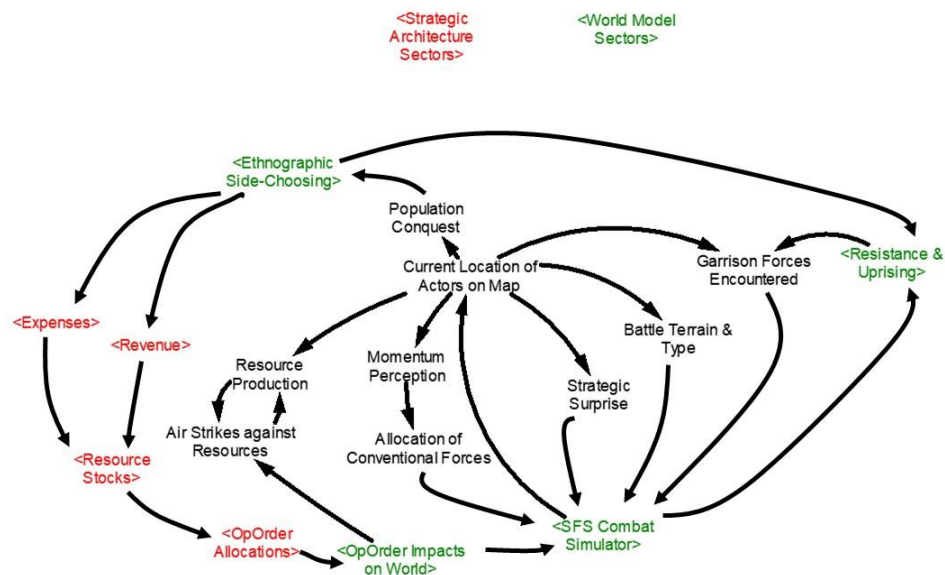 <Strategic
Architecture
Sectors>
<World Model
Sectors>
<Ethnographic
Side-Choosing>
Population
Conquest
Current Location of
Actors on Map
Garrison Forces
Encountered
<Resistance &
Uprising>
<Expenses>
<Revenue>
Resource
Production
Momentum
Perception
Battle Terrain &
Type
Strategic
Surprise
Air Strikes against
Resources
Allocation of
Conventional Forces
<Resource
Stocks>
<OpOrder
Allocations>
<OpOrder Impacts
on World>
<SFS Combat
Simulator>